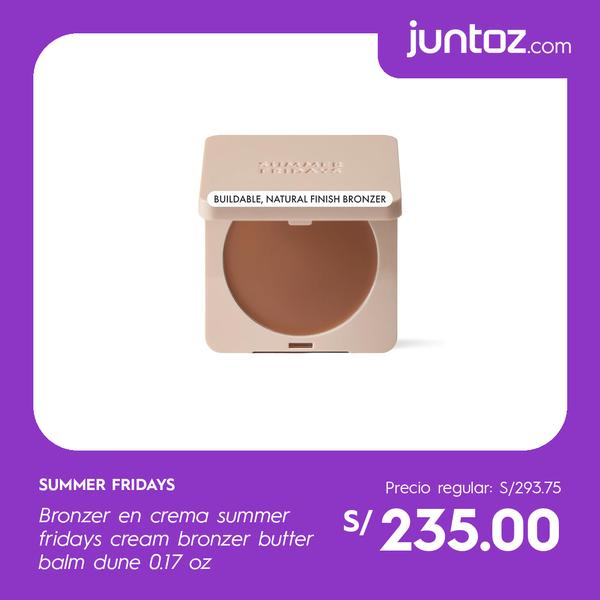 juntoz.com
SUMMER
FRIDAYS
BUILDABLE, NATURAL FINISH BRONZER
SUMMER FRIDAYS
Bronzer en crema summer
fridays cream bronzer butter
balm dune 0.17 oz
Precio regular: S/293.75
S/ 235.00